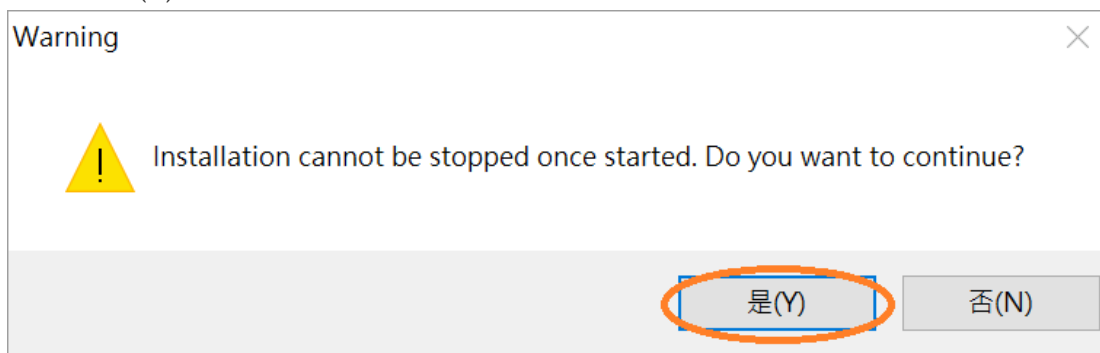 Warning
Installation cannot be stopped once started. Do you want to continue?
是(Y)
否(N)